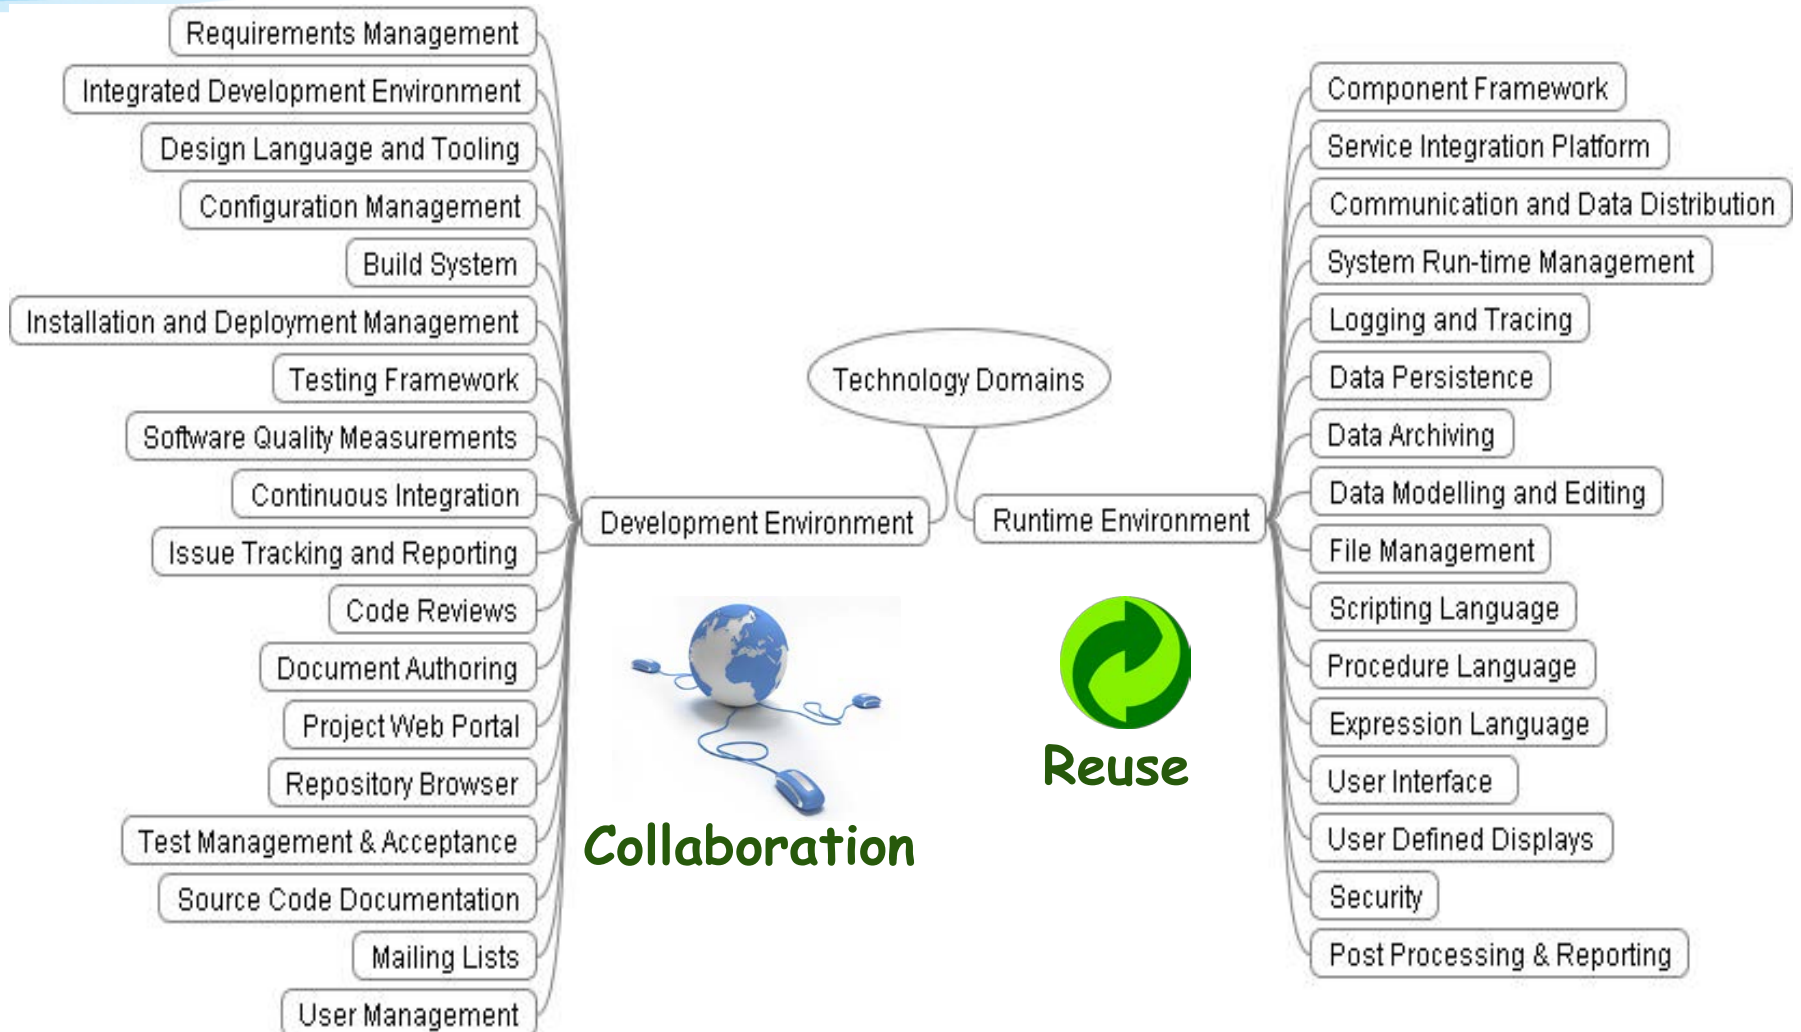 Requirements Management
Integrated Development Environment
Design Language and Tooling
Configuration Management
Build System
Installation and Deployment Management
Testing Framework
Software Quality Measurements
Continuous Integration
Issue Tracking and Reporting
Code Reviews
Document Authoring
Project Web Portal
Repository Browser
Test Management & Acceptance
Source Code Documentation
Mailing Lists
User Management
Technology Domains
Development Environment
Runtime Environment
Collaboration
Reuse
Component Framework
Service Integration Platform
Communication and Data Distribution
System Run-time Management
Logging and Tracing
Data Persistence
Data Archiving
Data Modelling and Editing
File Management
Scripting Language
Procedure Language
Expression Language
User Interface
User Defined Displays
Security
Post Processing & Reporting